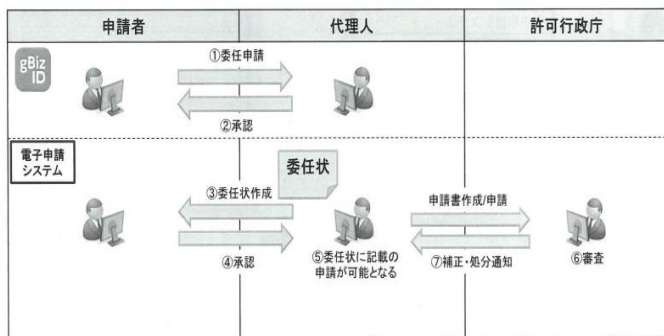 申請者
代理人
許可行政庁
gBiz
ID
①委任申請
②承認
電子申請
システム
委任状
③委任状作成
④承認
⑤委任状に記載の
申請が可能となる
申請書作成/申請
⑦補正・処分通知
⑥審査